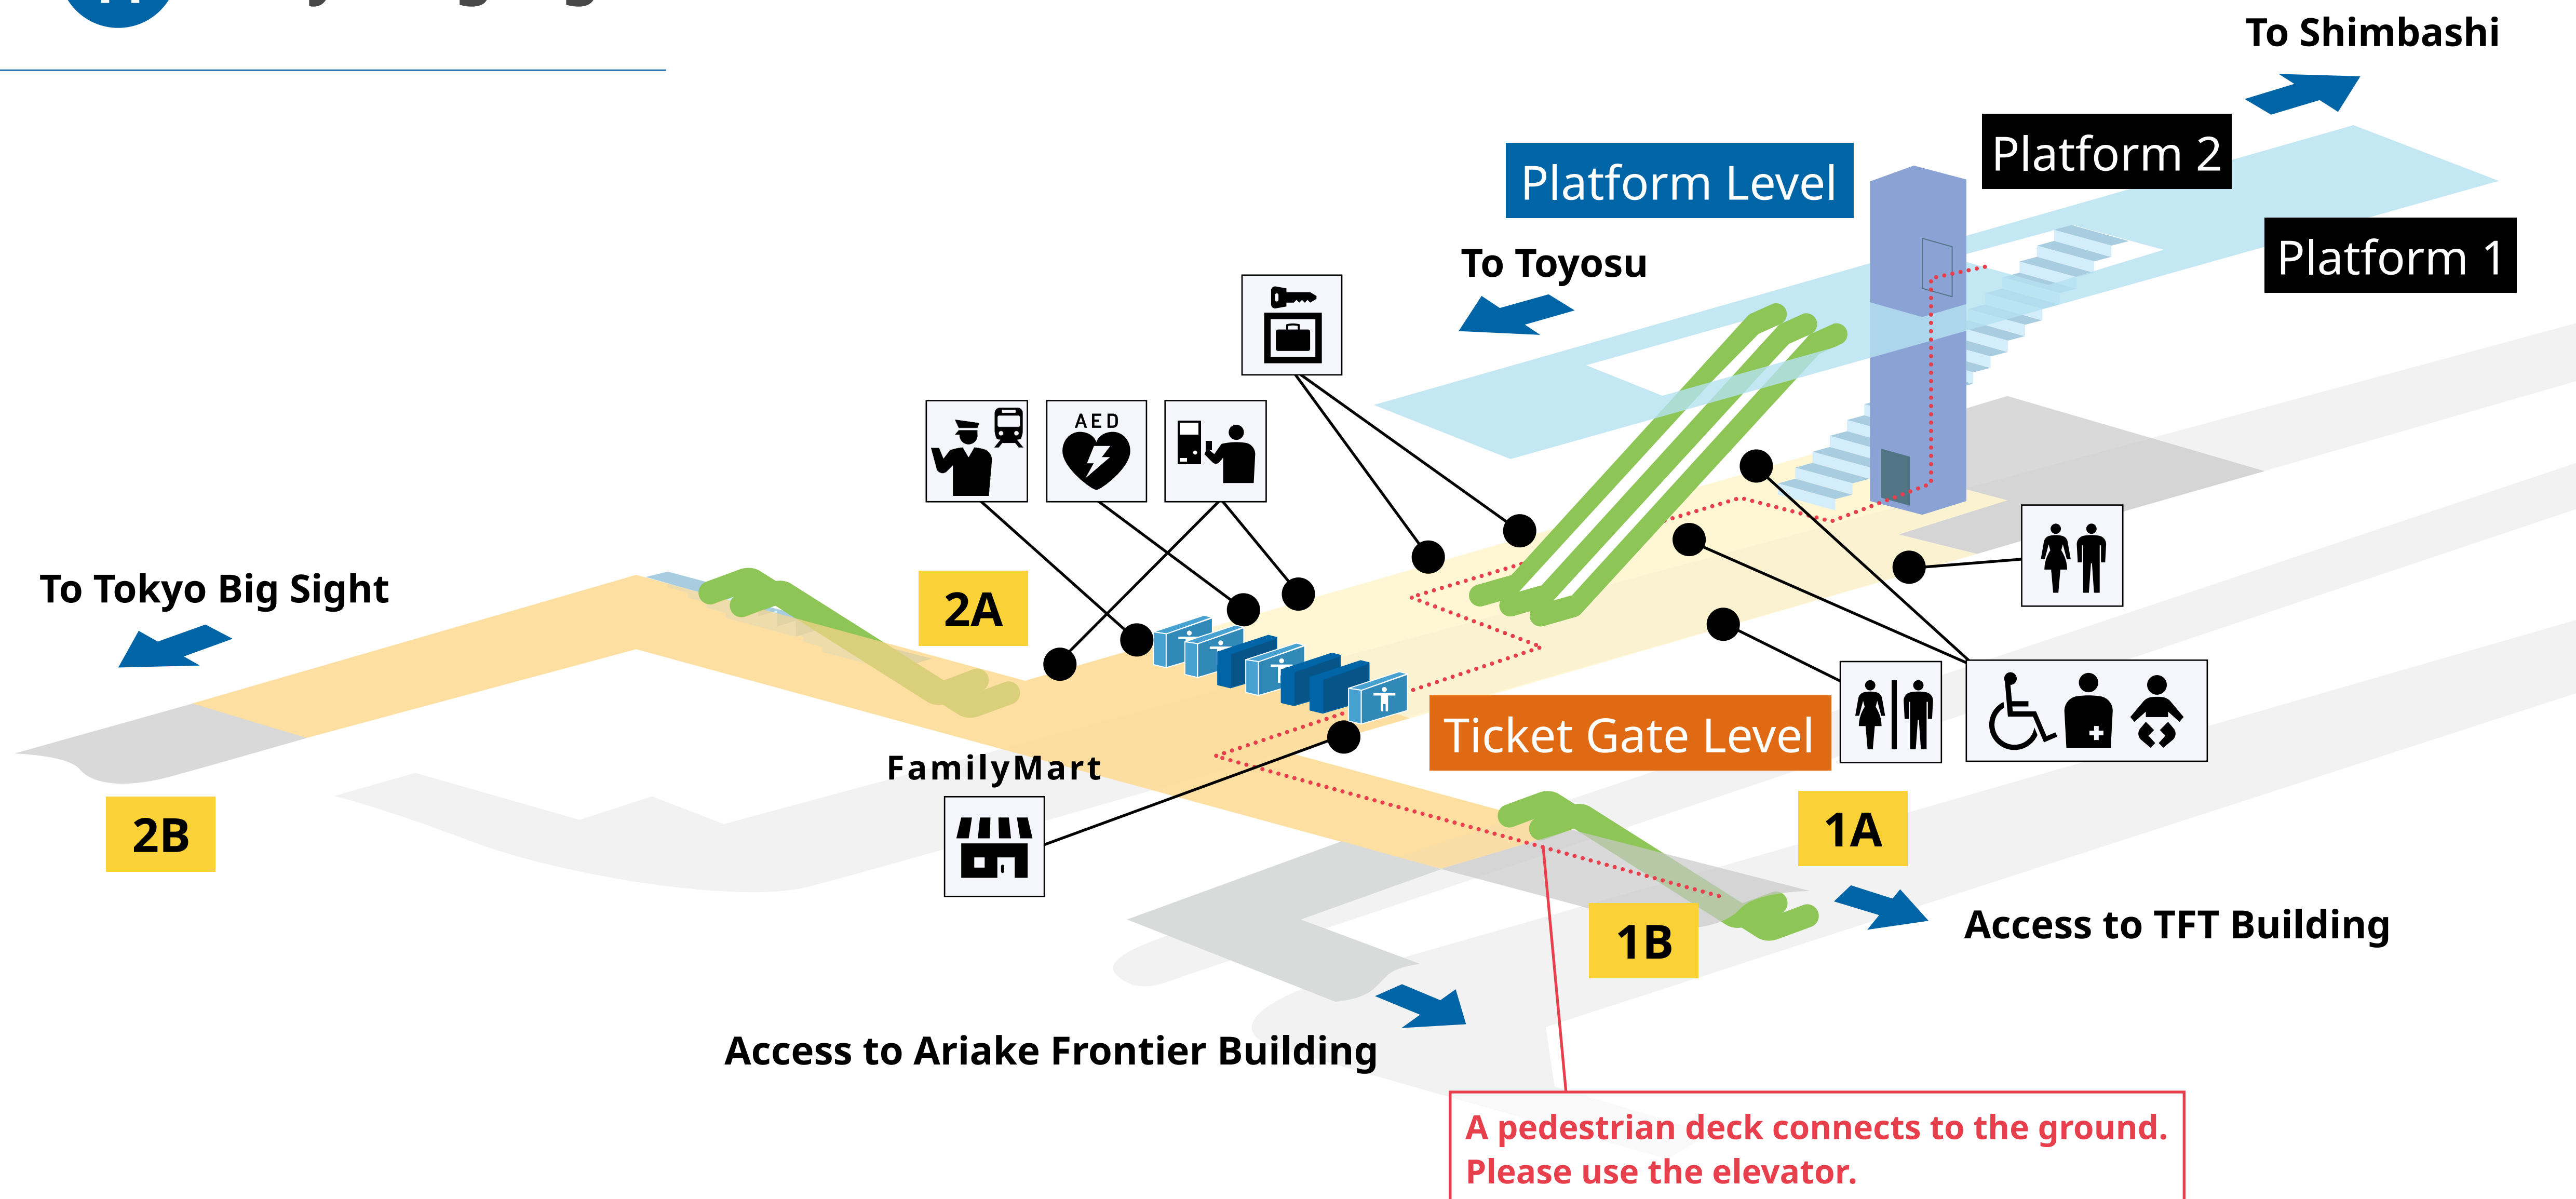 To Shimbashi
Platform 2
Platform Level
Platform 1
To Toyosu
AED
To Tokyo Big Sight
2A
Ticket Gate Level
FamilyMart
2B
1A
1B
Access to TFT Building
Access to Ariake Frontier Building
A pedestrian deck connects to the ground.
Please use the elevator.